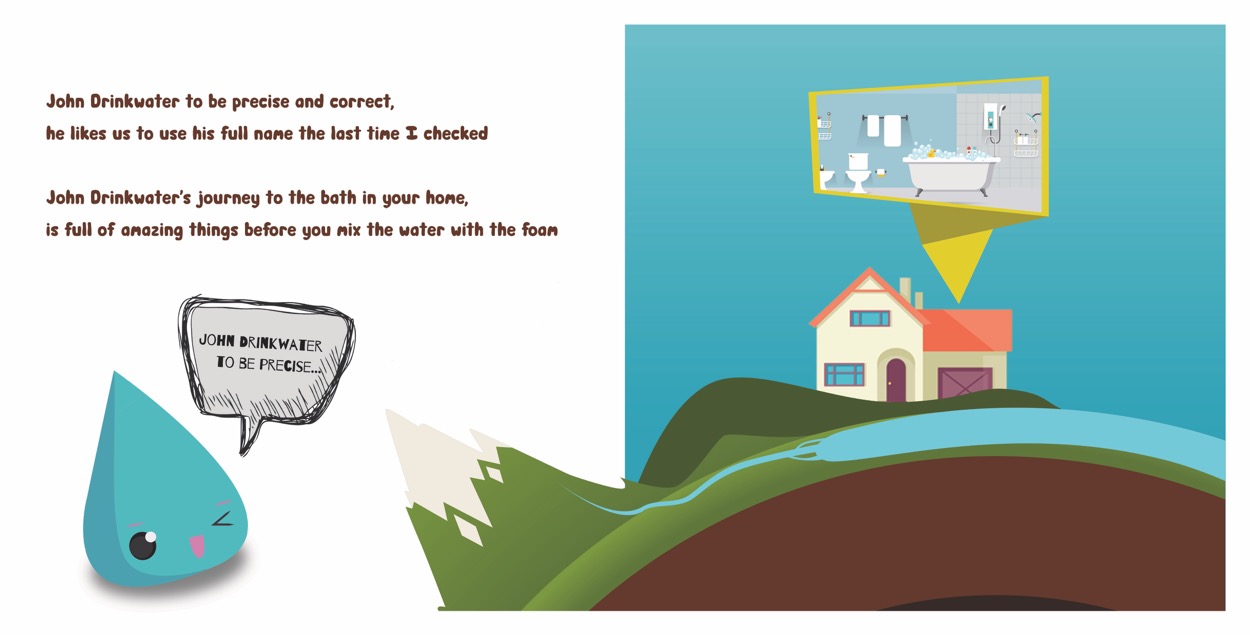 John Drinkwater to be precise and correct,
he likes us to use his full name the last time I checked
John Drinkwater's journey to the bath in your home,
is full of amazing things before you mix the water with the foam
JOHN DRINKWATER
TO BE PRECISE...